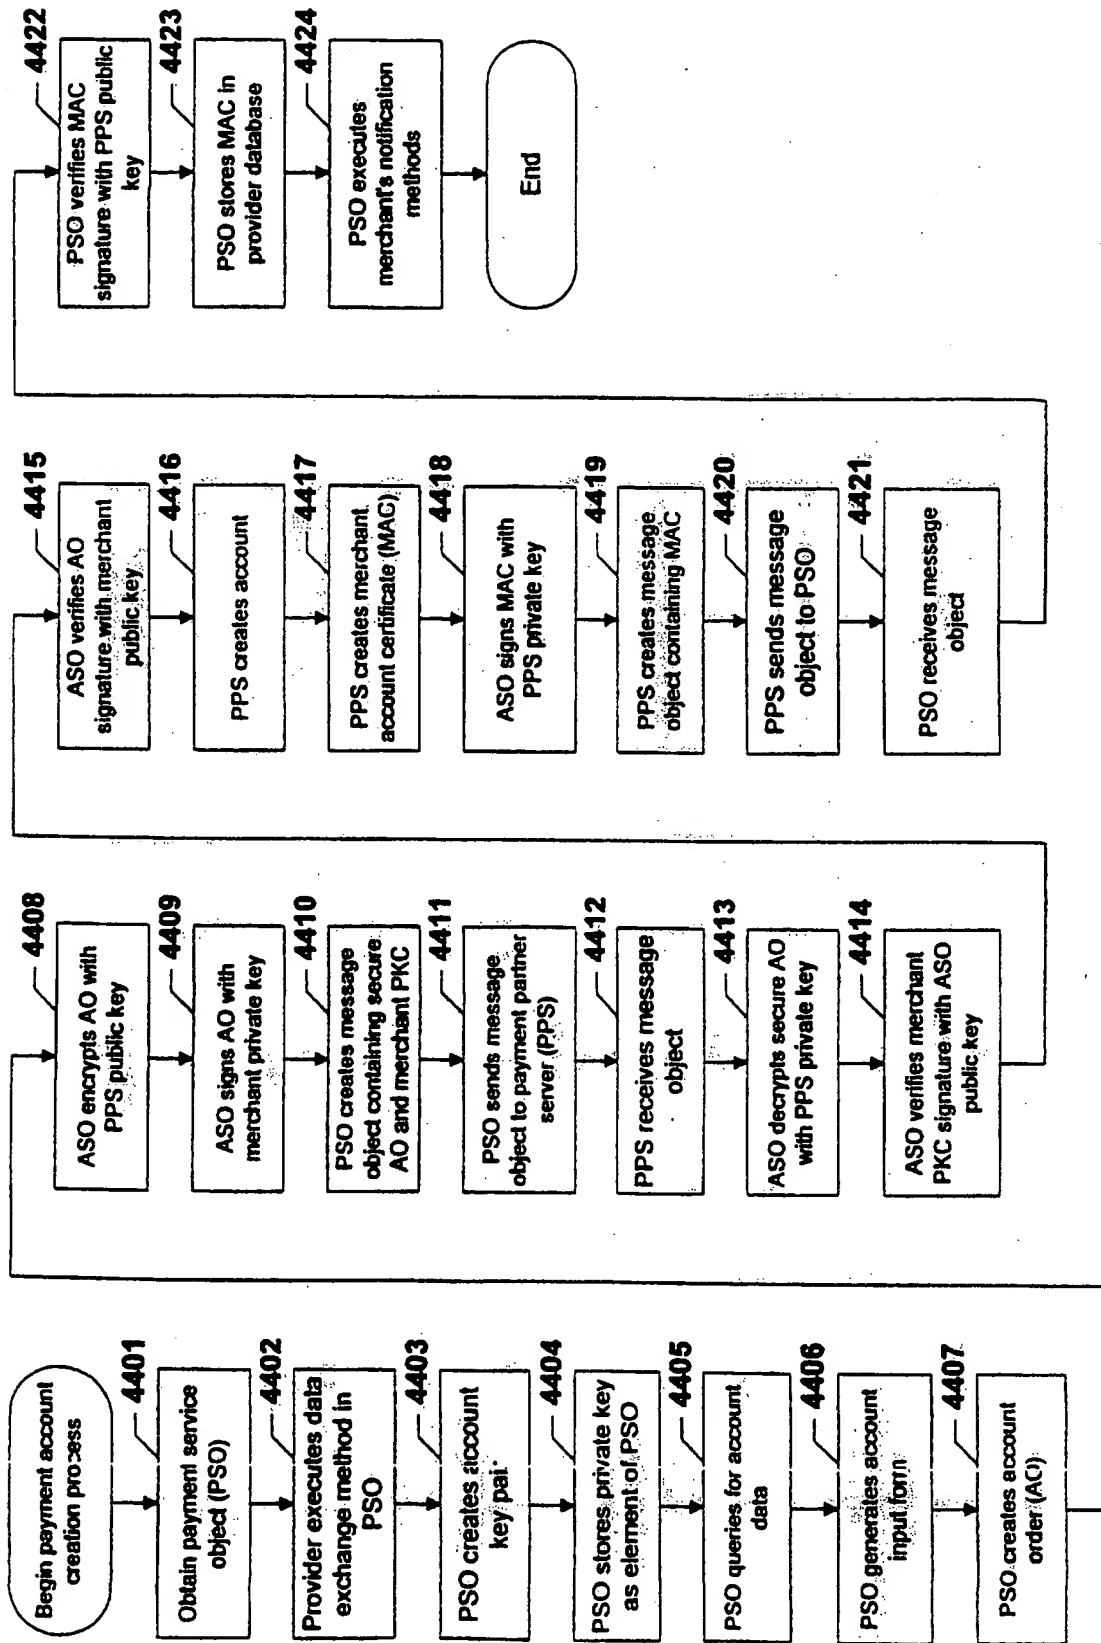 Begin payment account
creation process
4401
Obtain payment service
object (PSO)
4402
Provider executes data
exchange method in
PSO
4403
PSO creates account
key pai
4404
PSO stores private key
as element of PSO
4405
PSO queries for account
data
4406
PSO generates account
input form
4407
PSO creates account
order (AO)
4408
ASO encrypts AO with
PPS public key
4409
ASO signs AO with
merchant private key
4410
PSO creates message
object containing secure
AO and merchant PKC
4411
PSO sends message
object to payment partner
server (PPS)
4412
PPS receives message
object
4413
ASO decrypts secure AO
with PPS private key
4414
ASO verifies merchant
PKC signature with ASO
public key
4415
ASO verifies AO
signature with merchant
public key
4416
PPS creates account
4417
PPS creates merchant
account certificate (MAC)
4418
ASO signs MAC with
PPS private key
4419
PPS creates message
object containing MAC
4420
PPS sends message
object to PSO
4421
PSO receives message
object
4422
PSO verifies MAC
signature with PPS public
key
4423
PSO stores MAC in
provider database
4424
PSO executes
merchant's notification
methods
End